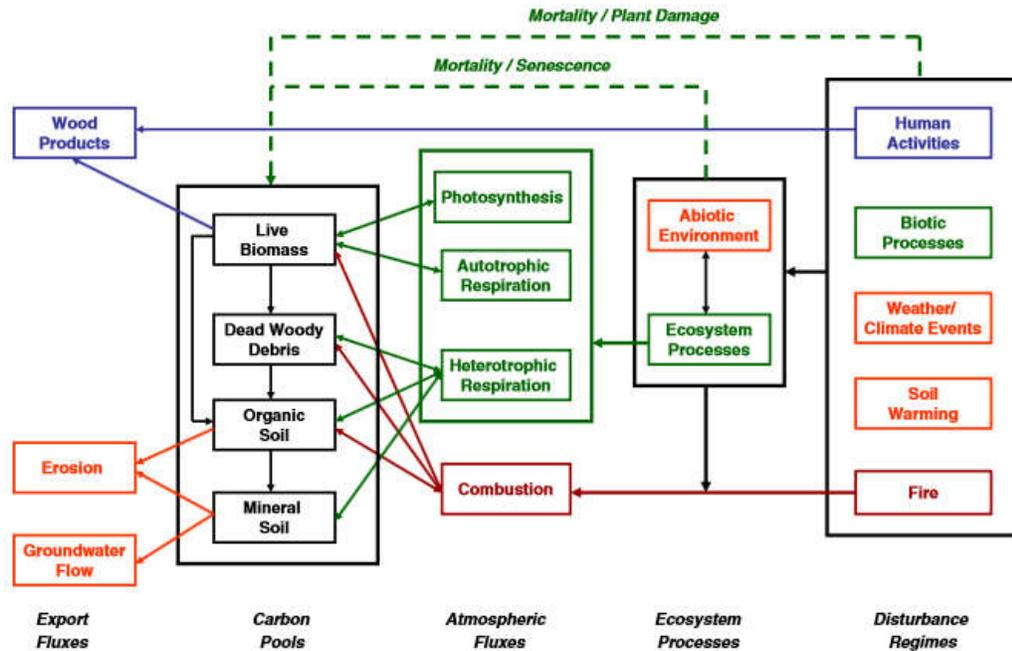 Mortality / Plant Damage
Mortality / Senescence
Wood
Products
Human
Activities
Live
Biomass
Photosynthesis
Abiotic
Environment
Biotic
Processes
Autotrophic
Respiration
Dead Woody
Debris
Heterotrophic
Respiration
Ecosystem
Processes
Weather/
Climate Events
Organic
Soil
Soil
Warming
Erosion
Combustion
Fire
Mineral
Soil
Groundwater
Flow
Export
Fluxes
Carbon
Pools
Atmospheric
Fluxes
Ecosystem
Processes
Disturbance
Regimes